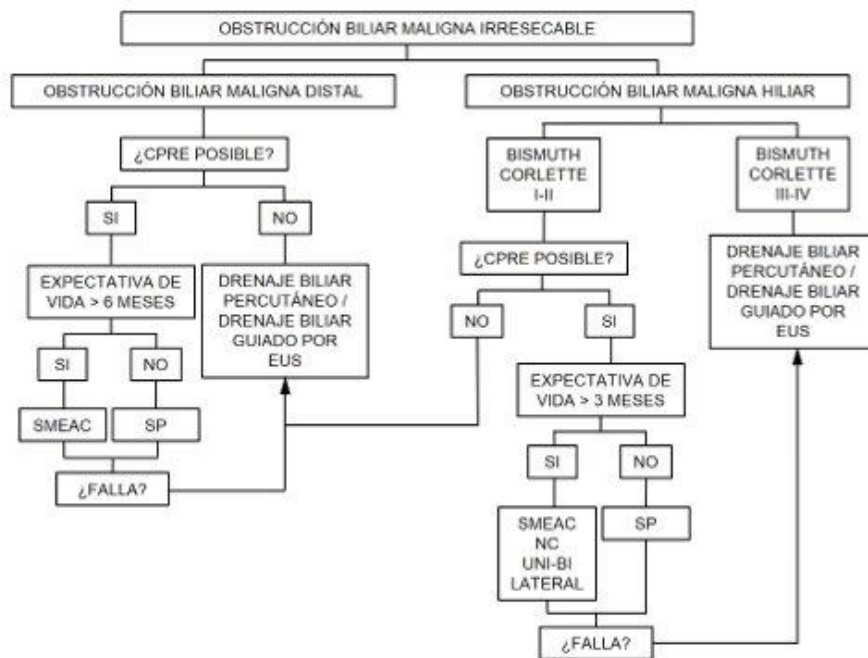 OBSTRUCCIÓN BILIAR MALIGNA IRRESECABLE
OBSTRUCCIÓN BILIAR MALIGNA DISTAL
¿CPRE POSIBLE?
SI
NO
EXPECTATIVA DE
VIDA > 6 MESES
SI
NO
SMEAC
SP
¿FALLA?
DRENAJE BILIAR
PERCUTÁNEO /
DRENAJE BILIAR
GUIADO POR
EUS
OBSTRUCCIÓN BILIAR MALIGNA HILIAR
BISMUTH
CORLETTE
I-II
¿CPRE POSIBLE?
NO
SI
EXPECTATIVA DE
VIDA > 3 MESES
SI
NO
SMEAC
NC
UNI-BI
LATERAL
SP
¿FALLA?
BISMUTH
CORLETTE
III-IV
DRENAJE BILIAR
PERCUTÁNEO /
DRENAJE BILIAR
GUIADO POR
EUS